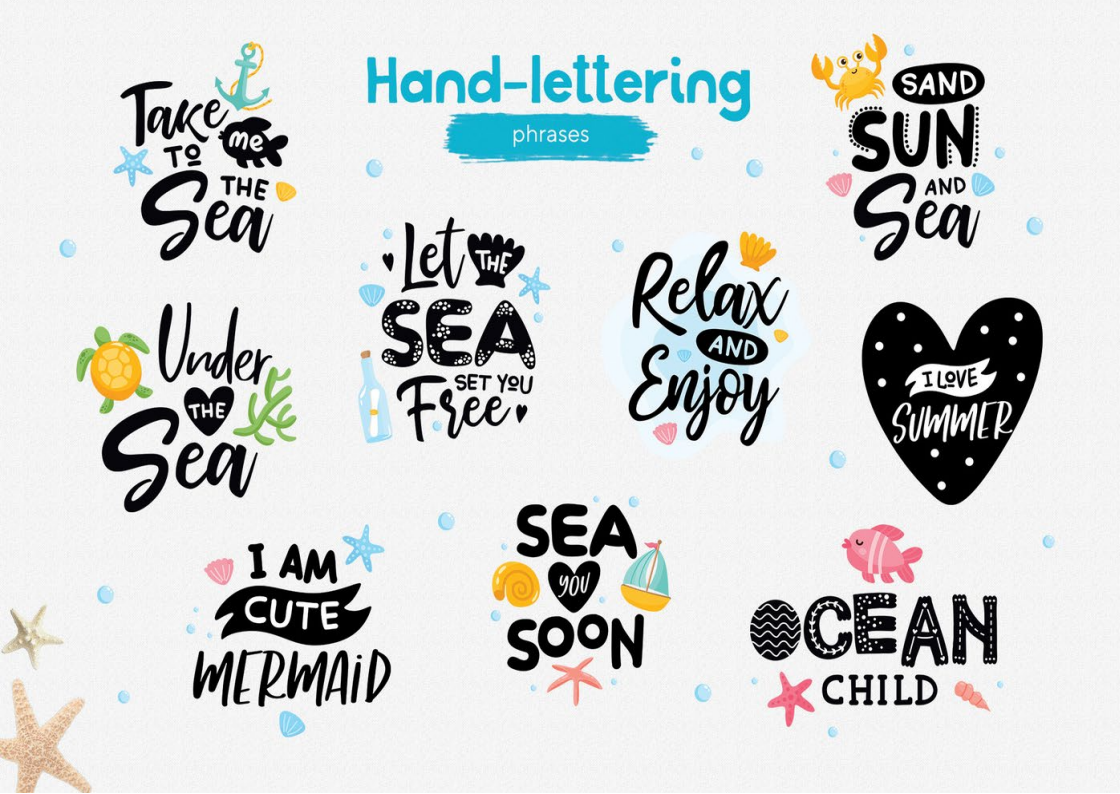 Hand-lettering
phrases
Take
me
TO
THE
Sea
SAND
SUN
AND
Sea
Let THE
SEA
SET YOU
Free
Relax
AND
Enjoy
Under
THE
Sea
I LOVE
SUMMER
I AM
CUTE
MERMAID
SEA
YOU
SOON
OCEAN
CHILD